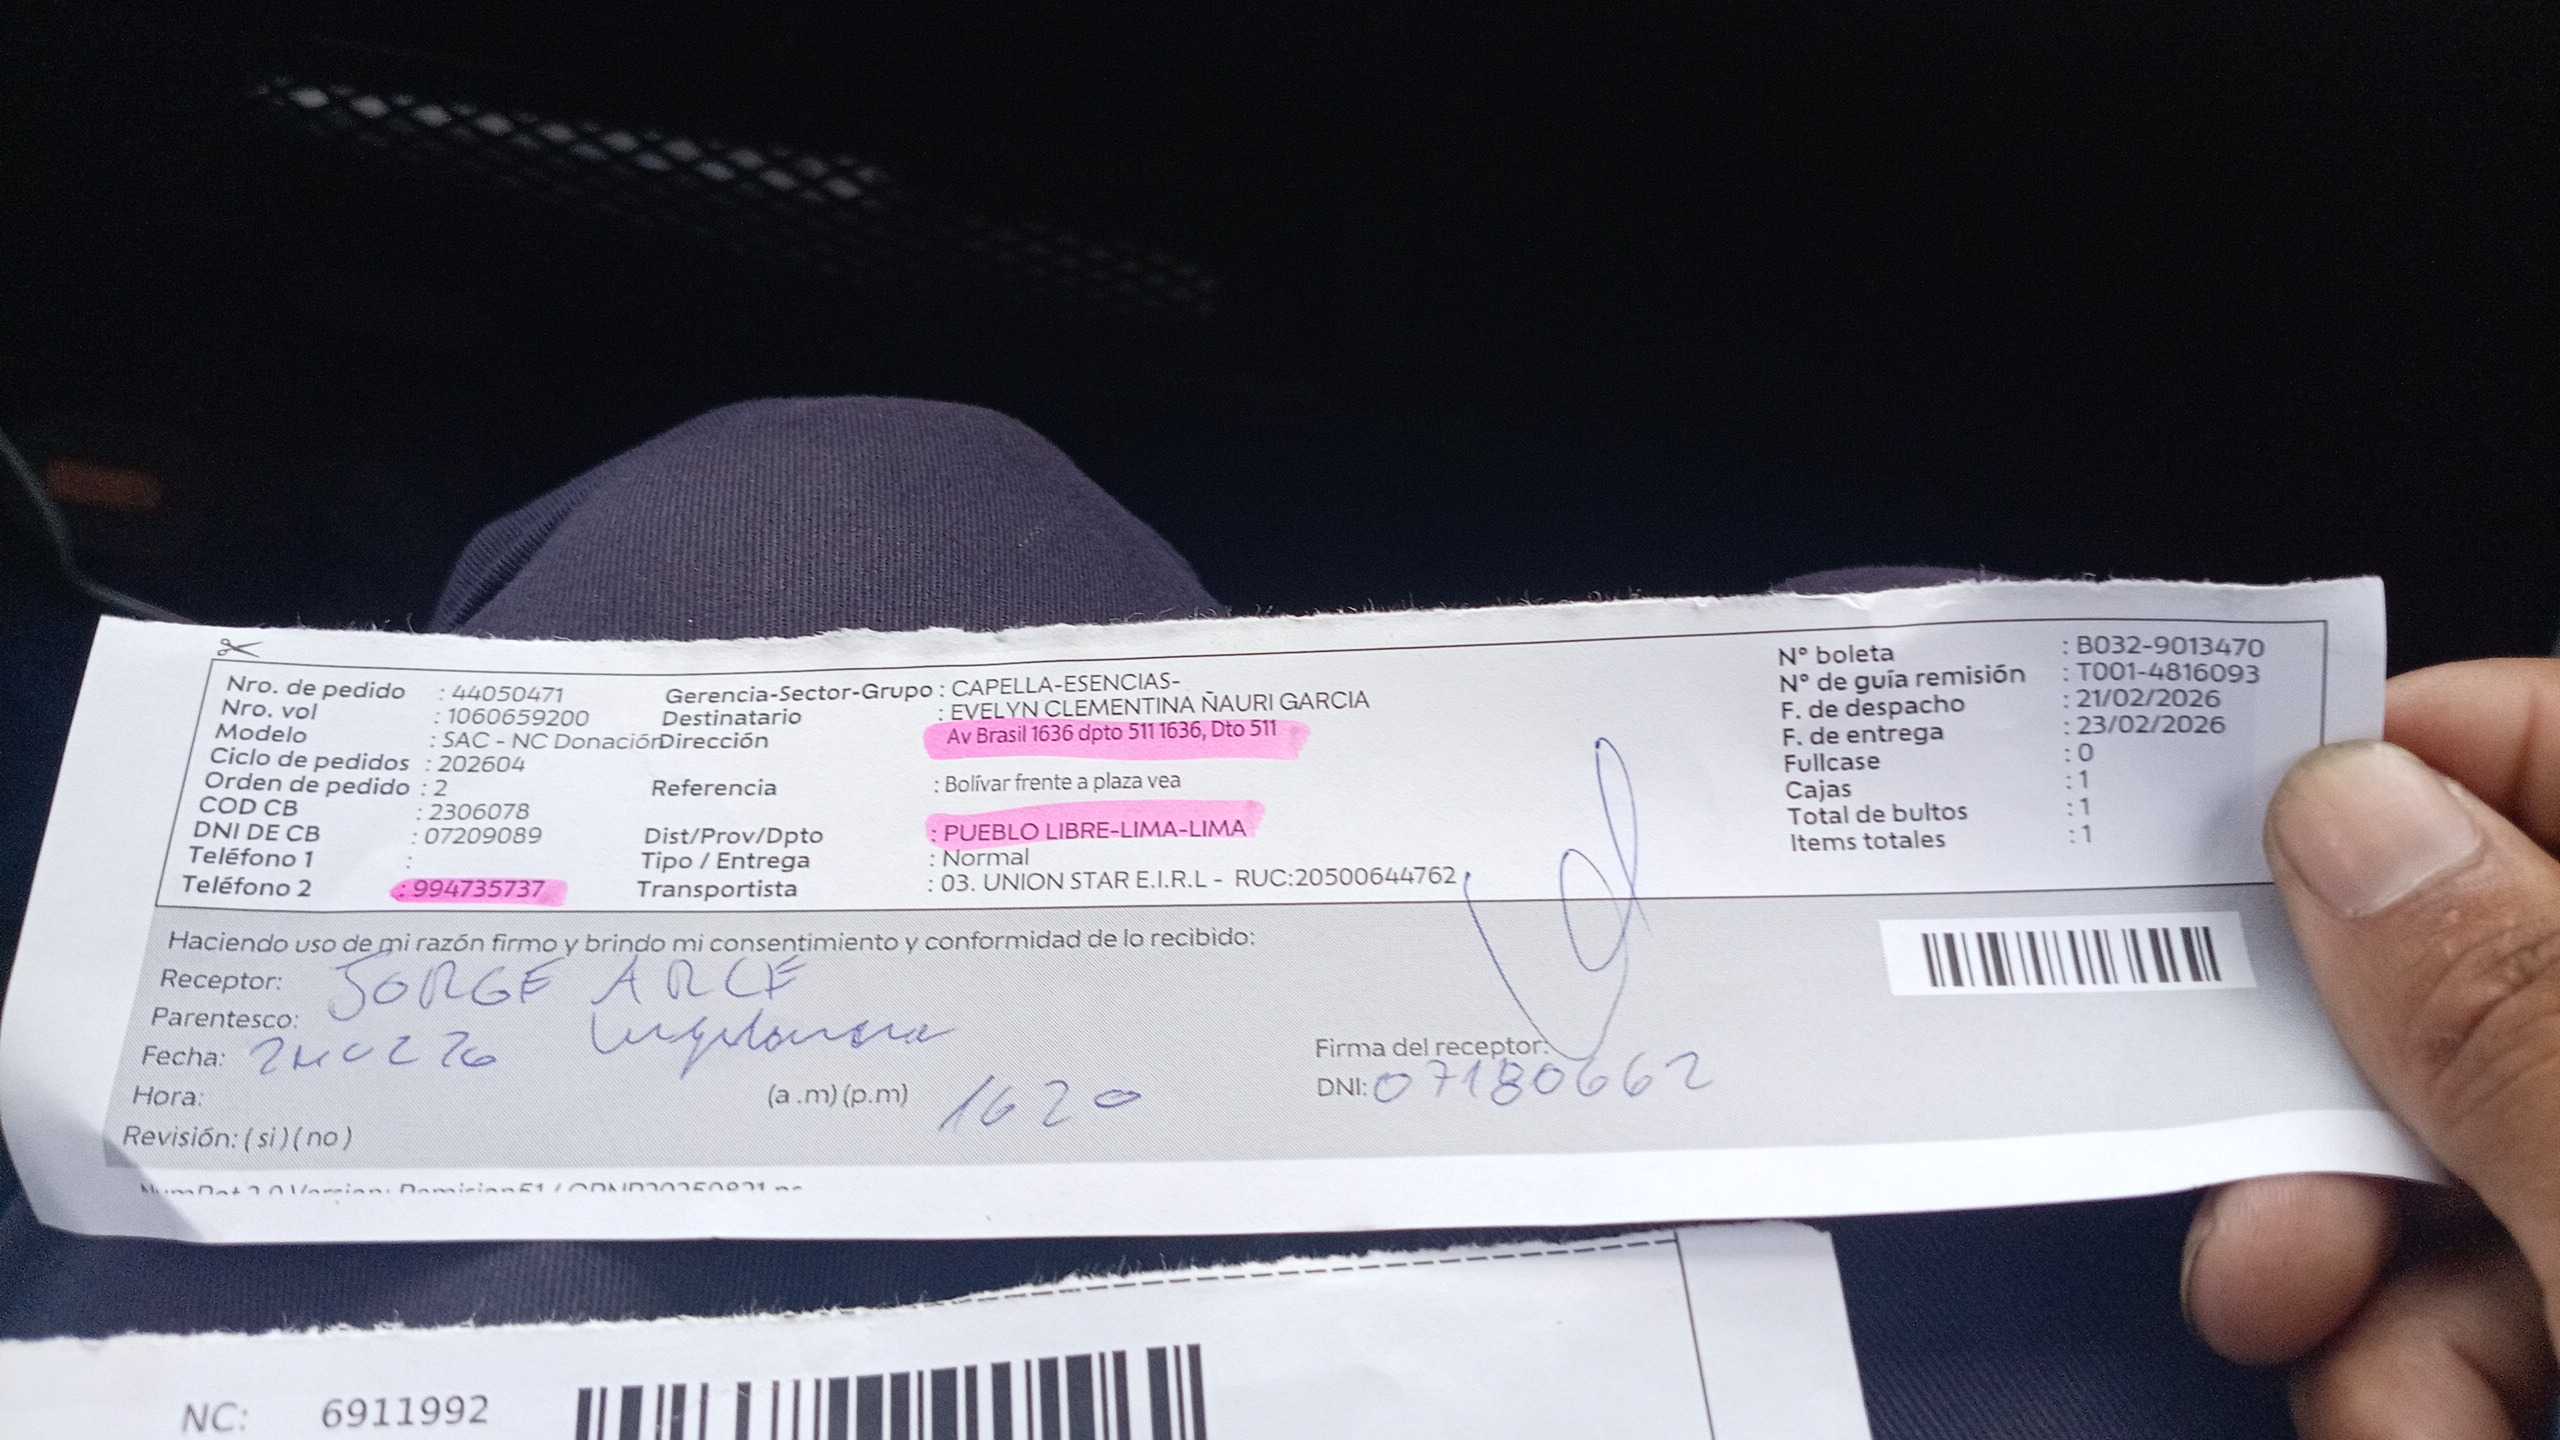 Nro. de pedido : 44050471 Gerencia-Sector-Grupo : CAPELLA-ESENCIAS- N° boleta : B032-9013470
Nro. vol : 1060659200 Destinatario : EVELYN CLEMENTINA ÑAURI GARCIA N° de guía remisión : T001-4816093
Modelo : SAC - NC Donación Dirección Av Brasil 1636 dpto 511 1636, Dto 511 F. de despacho : 21/02/2026
Ciclo de pedidos : 202604 F. de entrega : 23/02/2026
Orden de pedido : 2 Referencia : Bolívar frente a plaza vea Fullcase : 0
COD CB : 2306078 Cajas : 1
DNI DE CB : 07209089 Dist/Prov/Dpto : PUEBLO LIBRE-LIMA-LIMA Total de bultos : 1
Teléfono 1 : Tipo / Entrega : Normal Items totales : 1
Teléfono 2 : 994735737 Transportista : 03. UNION STAR E.I.R.L - RUC:20500644762
Haciendo uso de mi razón firmo y brindo mi consentimiento y conformidad de lo recibido:
Receptor: JORGE ARCE
Parentesco:
Fecha: Firma del receptor:
Hora: (a .m) (p.m) 1620 DNI: 07180662
Revisión: ( si ) ( no )
NC: 6911992